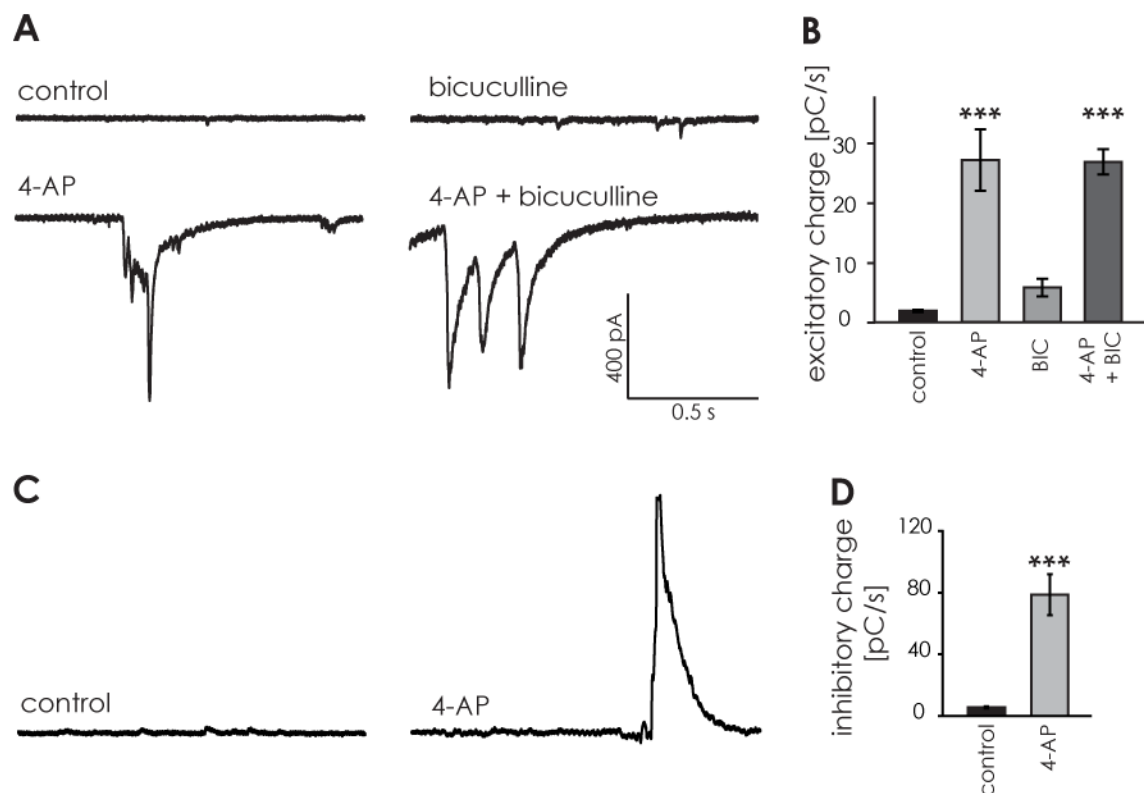 A
control
bicuculline
4-AP
4-AP + bicuculline
400 pA
0.5 s
B
excitatory charge [pC/s]
30
20
10
0
***
***
control
4-AP
BIC
4-AP
+ BIC
C
control
4-AP
D
inhibitory charge
[pC/s]
120
80
40
0
***
control
4-AP